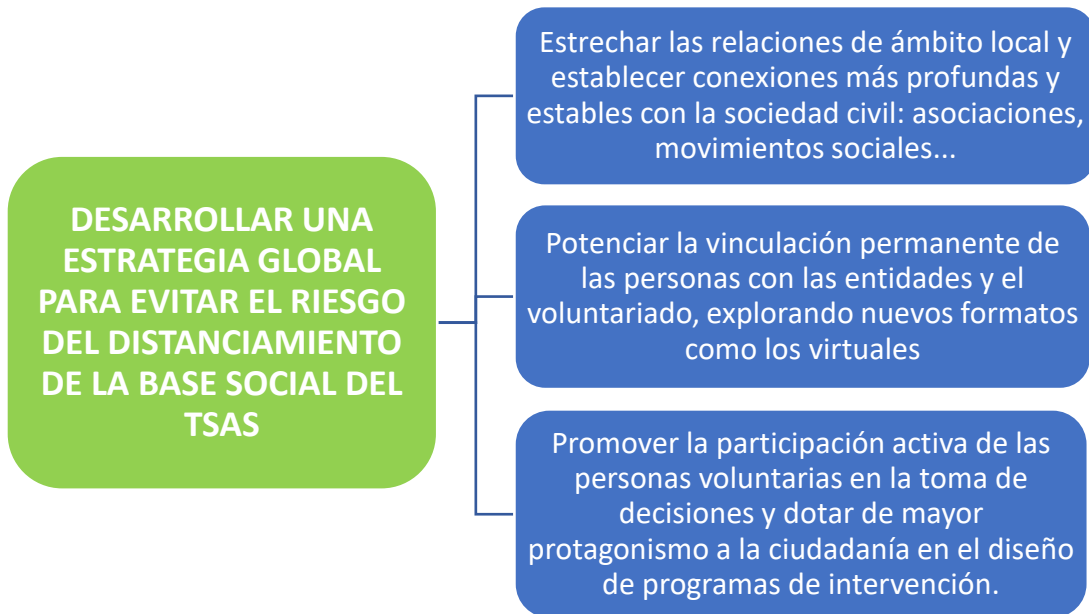 DESARROLLAR UNA
ESTRATEGIA GLOBAL
PARA EVITAR EL RIESGO
DEL DISTANCIAMIENTO
DE LA BASE SOCIAL DEL
TSAS
Estrechar las relaciones de ámbito local y
establecer conexiones más profundas y
estables con la sociedad civil: asociaciones,
movimientos sociales...
Potenciar la vinculación permanente de
las personas con las entidades y el
voluntariado, explorando nuevos formatos
como los virtuales
Promover la participación activa de las
personas voluntarias en la toma de
decisiones y dotar de mayor
protagonismo a la ciudadanía en el diseño
de programas de intervención.